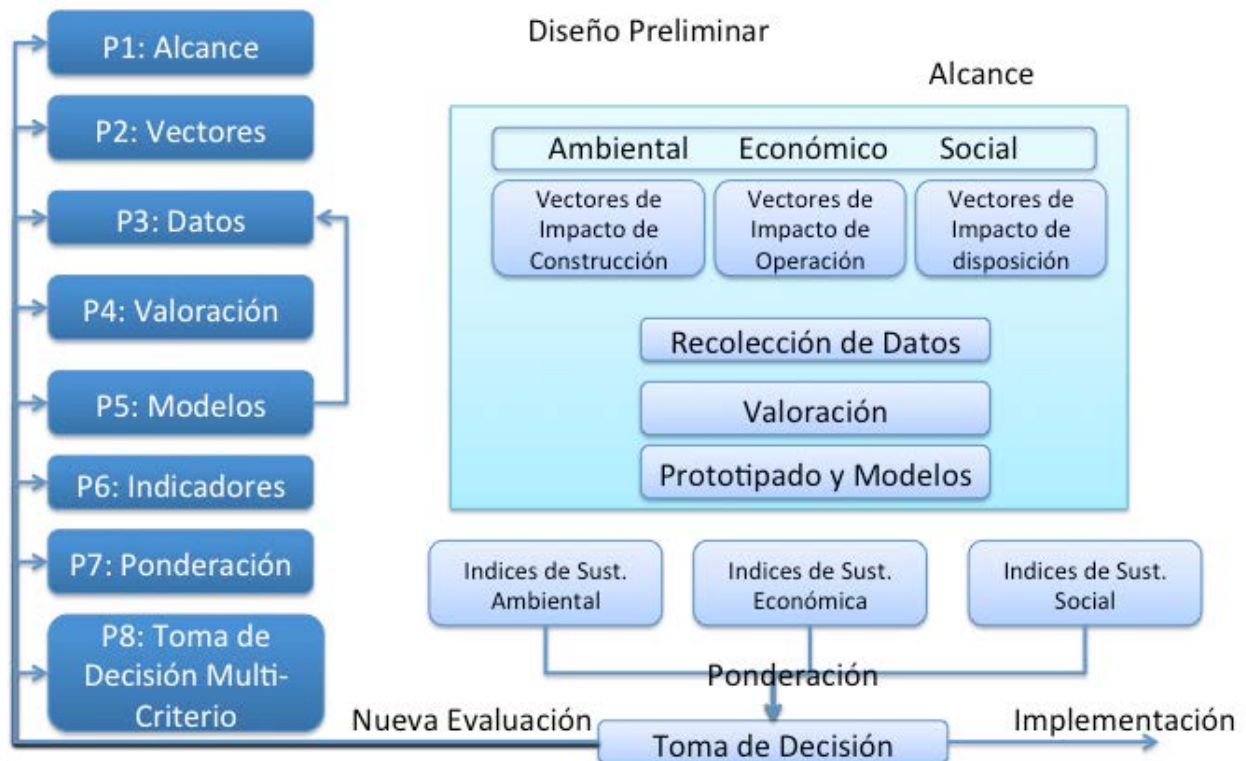 P1: Alcance
P2: Vectores
P3: Datos
P4: Valoración
P5: Modelos
P6: Indicadores
P7: Ponderación
P8: Toma de
Decisión Multi-
Criterio
Diseño Preliminar
Alcance
Ambiental Económico Social
Vectores de
Impacto de
Construcción
Vectores de
Impacto de
Operación
Vectores de
Impacto de
disposición
Recolección de Datos
Valoración
Prototipado y Modelos
Indices de Sust.
Ambiental
Indices de Sust.
Económica
Indices de Sust.
Social
Ponderación
Nueva Evaluación
Toma de Decisión
Implementación